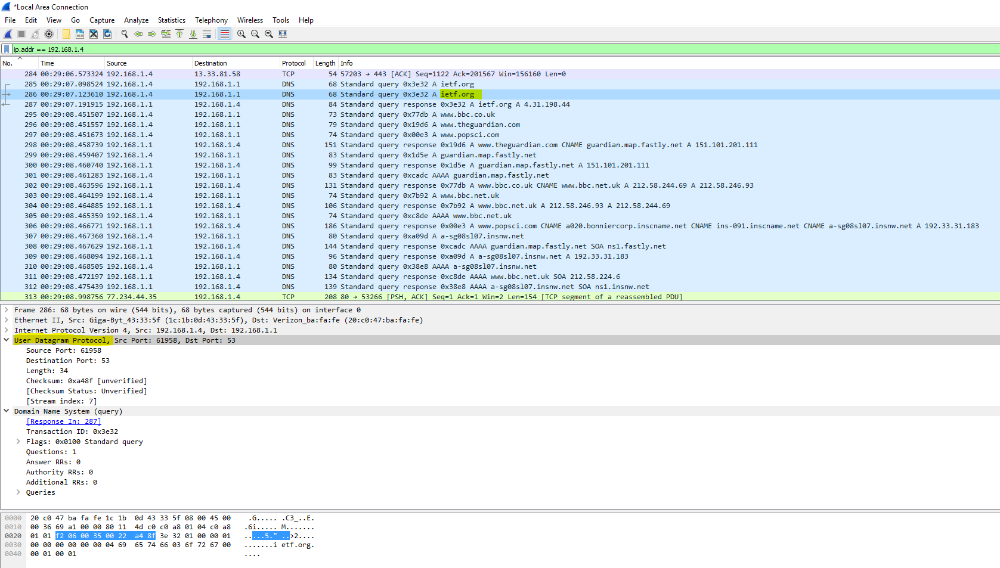 *Local Area Connection
File Edit View Go Capture Analyze Statistics Telephony Wireless Tools Help
ip.addr == 192.168.1.4
No. Time Source Destination Protocol Length Info
284 00:29:06.573324 192.168.1.4 13.33.81.58 TCP 54 57203 → 443 [ACK] Seq=1122 Ack=201567 Win=156160 Len=0
285 00:29:07.098524 192.168.1.4 192.168.1.1 DNS 68 Standard query 0x3e32 A ietf.org
286 00:29:07.123610 192.168.1.4 192.168.1.1 DNS 68 Standard query 0x3e32 A ietf.org
287 00:29:07.191915 192.168.1.1 192.168.1.4 DNS 84 Standard query response 0x3e32 A ietf.org A 4.31.198.44
295 00:29:08.451507 192.168.1.4 192.168.1.1 DNS 73 Standard query 0x77db A www.bbc.co.uk
296 00:29:08.451557 192.168.1.4 192.168.1.1 DNS 79 Standard query 0x19d6 A www.theguardian.com
297 00:29:08.451673 192.168.1.4 192.168.1.1 DNS 74 Standard query 0x00e3 A www.popsci.com
298 00:29:08.458739 192.168.1.1 192.168.1.4 DNS 151 Standard query response 0x19d6 A www.theguardian.com CNAME guardian.map.fastly.net A 151.101.201.111
299 00:29:08.459407 192.168.1.4 192.168.1.1 DNS 83 Standard query 0x1d5e A guardian.map.fastly.net
300 00:29:08.460740 192.168.1.1 192.168.1.4 DNS 99 Standard query response 0x1d5e A guardian.map.fastly.net A 151.101.201.111
301 00:29:08.461283 192.168.1.4 192.168.1.1 DNS 83 Standard query 0xcadc AAAA guardian.map.fastly.net
302 00:29:08.463596 192.168.1.1 192.168.1.4 DNS 131 Standard query response 0x77db A www.bbc.co.uk CNAME www.bbc.net.uk A 212.58.244.69 A 212.58.246.93
303 00:29:08.464199 192.168.1.4 192.168.1.1 DNS 74 Standard query 0x7b92 A www.bbc.net.uk
304 00:29:08.464885 192.168.1.1 192.168.1.4 DNS 106 Standard query response 0x7b92 A www.bbc.net.uk A 212.58.246.93 A 212.58.244.69
305 00:29:08.465359 192.168.1.4 192.168.1.1 DNS 74 Standard query 0xc8de AAAA www.bbc.net.uk
306 00:29:08.466771 192.168.1.1 192.168.1.4 DNS 186 Standard query response 0x00e3 A www.popsci.com CNAME a020.bonniercorp.inscname.net CNAME ins-091.inscname.net CNAME a-sg08sl07.insnw.net A 192.33.31.183
307 00:29:08.467360 192.168.1.4 192.168.1.1 DNS 80 Standard query 0xa09d A a-sg08sl07.insnw.net
308 00:29:08.467629 192.168.1.1 192.168.1.4 DNS 144 Standard query response 0xcadc AAAA guardian.map.fastly.net SOA ns1.fastly.net
309 00:29:08.468094 192.168.1.1 192.168.1.4 DNS 96 Standard query response 0xa09d A a-sg08sl07.insnw.net A 192.33.31.183
310 00:29:08.468505 192.168.1.4 192.168.1.1 DNS 80 Standard query 0x38e8 AAAA a-sg08sl07.insnw.net
311 00:29:08.472197 192.168.1.1 192.168.1.4 DNS 134 Standard query response 0xc8de AAAA www.bbc.net.uk SOA 212.58.224.6
312 00:29:08.475439 192.168.1.1 192.168.1.4 DNS 139 Standard query response 0x38e8 AAAA a-sg08sl07.insnw.net SOA ns1.insnw.net
313 00:29:08.998756 77.234.44.35 192.168.1.4 TCP 208 80 → 53266 [PSH, ACK] Seq=1 Ack=1 Win=2 Len=154 [TCP segment of a reassembled PDU]
Frame 286: 68 bytes on wire (544 bits), 68 bytes captured (544 bits) on interface 0
Ethernet II, Src: Giga-Byt_43:33:5f (1c:1b:0d:43:33:5f), Dst: Verizon_ba:fa:fe (20:c0:47:ba:fa:fe)
Internet Protocol Version 4, Src: 192.168.1.4, Dst: 192.168.1.1
User Datagram Protocol, Src Port: 61958, Dst Port: 53
Source Port: 61958
Destination Port: 53
Length: 34
Checksum: 0xa48f [unverified]
[Checksum Status: Unverified]
[Stream index: 7]
Domain Name System (query)
[Response In: 287]
Transaction ID: 0x3e32
Flags: 0x0100 Standard query
Questions: 1
Answer RRs: 0
Authority RRs: 0
Additional RRs: 0
Queries
0000 20 c0 47 ba fa fe 1c 1b 0d 43 33 5f 08 00 45 00 .G..... .C3_..E.
0010 00 36 69 a1 00 00 80 11 4d c0 c0 a8 01 04 c0 a8 .6i..... M.......
0020 01 01 f2 06 00 35 00 22 a4 8f 3e 32 01 00 00 01 .....5." ..>2....
0030 00 00 00 00 00 00 04 69 65 74 66 03 6f 72 67 00 .......i etf.org.
0040 00 01 00 01 ....